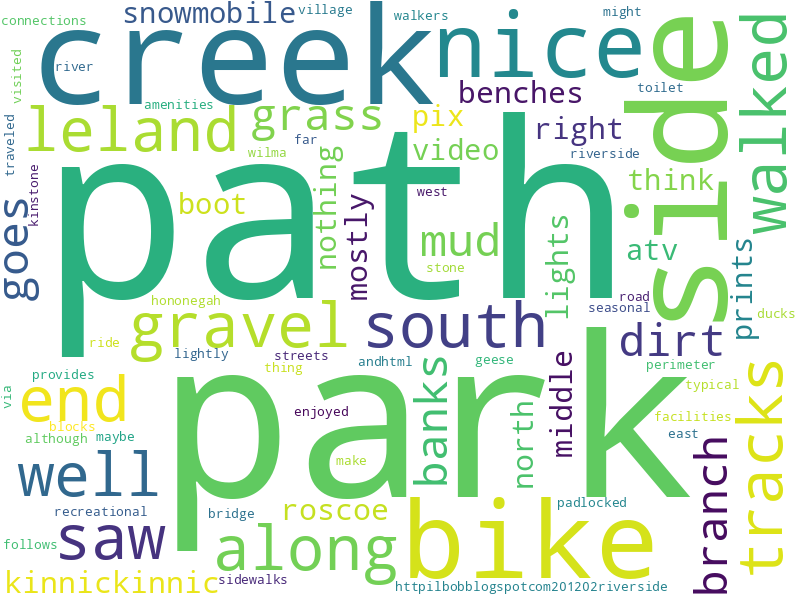 connections
snowmobile
village
walkers
might
creek
nice
side
walked
river
visited
benches
toilet
leland
amenities
grass
pix
right
traveled
far
wilma
video
riverside
think
kinstone
nothing
west
path
goes
boot
mostly
mud
lights
atv
prints
stone
hononegah
road
seasonal
gravel
south
dirt
ducks
ride
lightly
streets
andhtml
geese
middle
perimeter
thing
provides
park
typical
via
end
banks
enjoyed
north
facilities
blocks
although
maybe
make
east
tracks
well
branch
recreational
bridge
roscoe
padlocked
bike
saw
along
follows
kinnickinnic
sidewalks
httpilbobblogspotcom201202riverside